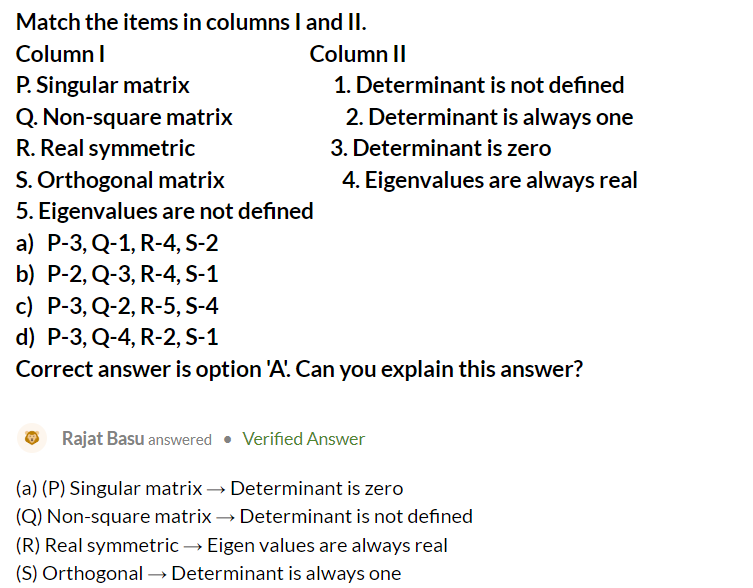 Match the items in columns I and II.
Column I Column II
P. Singular matrix 1. Determinant is not defined
Q. Non-square matrix 2. Determinant is always one
R. Real symmetric 3. Determinant is zero
S. Orthogonal matrix 4. Eigenvalues are always real
5. Eigenvalues are not defined
a) P-3, Q-1, R-4, S-2
b) P-2, Q-3, R-4, S-1
c) P-3, Q-2, R-5, S-4
d) P-3, Q-4, R-2, S-1
Correct answer is option 'A'. Can you explain this answer?
Rajat Basu answered • Verified Answer
(a) (P) Singular matrix → Determinant is zero
(Q) Non-square matrix → Determinant is not defined
(R) Real symmetric → Eigen values are always real
(S) Orthogonal → Determinant is always one